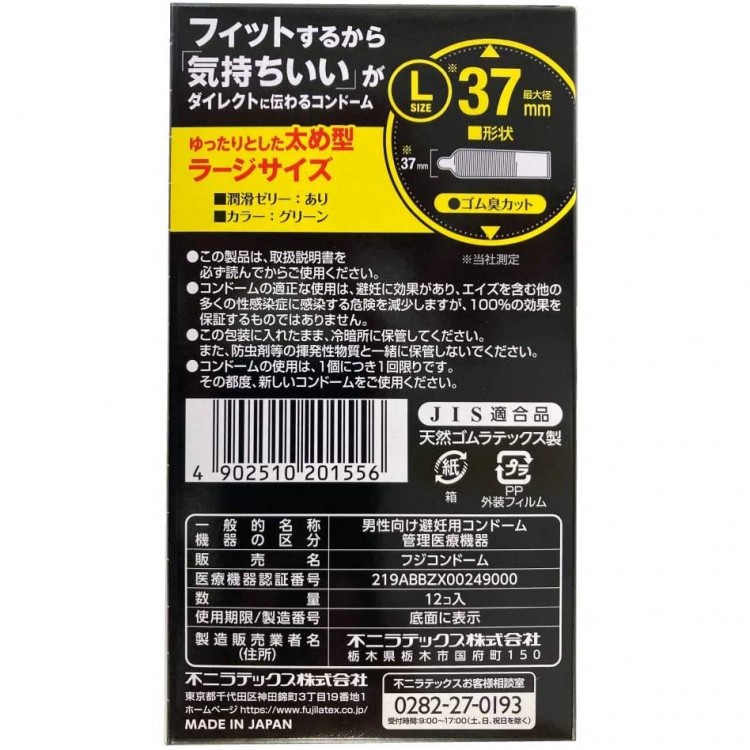 フィットするから
「気持ちいい」が
ダイレクトに伝わるコンドーム
ゆったりとした太め型
ラージサイズ
■潤滑ゼリー：あり
■カラー：グリーン
L
SIZE
※37mm
最大径
■形状
※
37mm
●ゴム臭カット
※当社測定
●この製品は、取扱説明書を
必ず読んでからご使用ください。
●コンドームの適正な使用は、避妊に効果があり、エイズを含む他の
多くの性感染症に感染する危険を減少しますが、100%の効果を
保証するものではありません。
●この包装に入れたまま、冷暗所に保管してください。
また、防虫剤等の揮発性物質と一緒に保管しないでください。
●コンドームの使用は、1個につき1回限りです。
その都度、新しいコンドームをご使用ください。
4 902510 201556
JIS適合品
天然ゴムラテックス製
紙
箱
プラ
PP
外装フィルム
一般的名称 男性向け避妊用コンドーム
機器の区分 管理医療機器
販売名 フジコンドーム
医療機器認証番号 219ABBZX00249000
数量 12コ入
使用期限/製造番号 底面に表示
製造販売業者名 不二ラテックス株式会社
(住所) 栃木県栃木市国府町150
不二ラテックス株式会社
東京都千代田区神田錦町3丁目19番地1
ホームページ https://www.fujilatex.co.jp/
MADE IN JAPAN
不二ラテックスお客様相談室
0282-27-0193
受付時間:9:00〜17:00(土、日、祝日を除く)